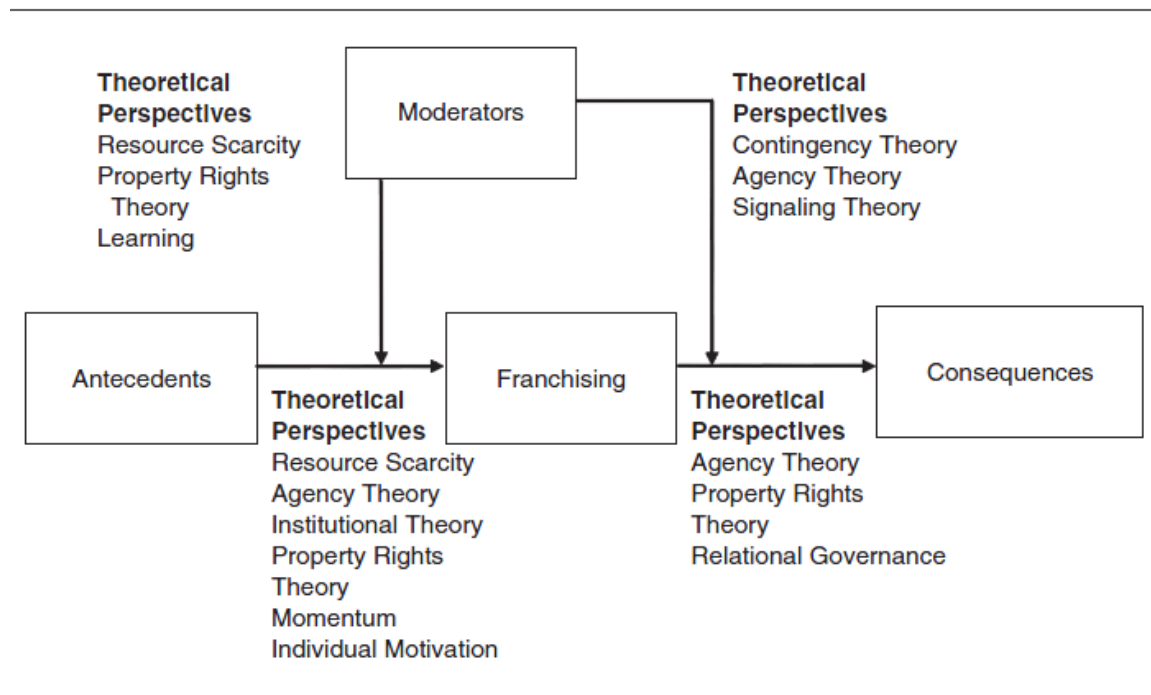 Theoretical
Perspectives
Resource Scarcity
Property Rights
Theory
Learning
Moderators
Theoretical
Perspectives
Contingency Theory
Agency Theory
Signaling Theory
Antecedents
Franchising
Consequences
Theoretical
Perspectives
Resource Scarcity
Agency Theory
Institutional Theory
Property Rights
Theory
Momentum
Individual Motivation
Theoretical
Perspectives
Agency Theory
Property Rights
Theory
Relational Governance